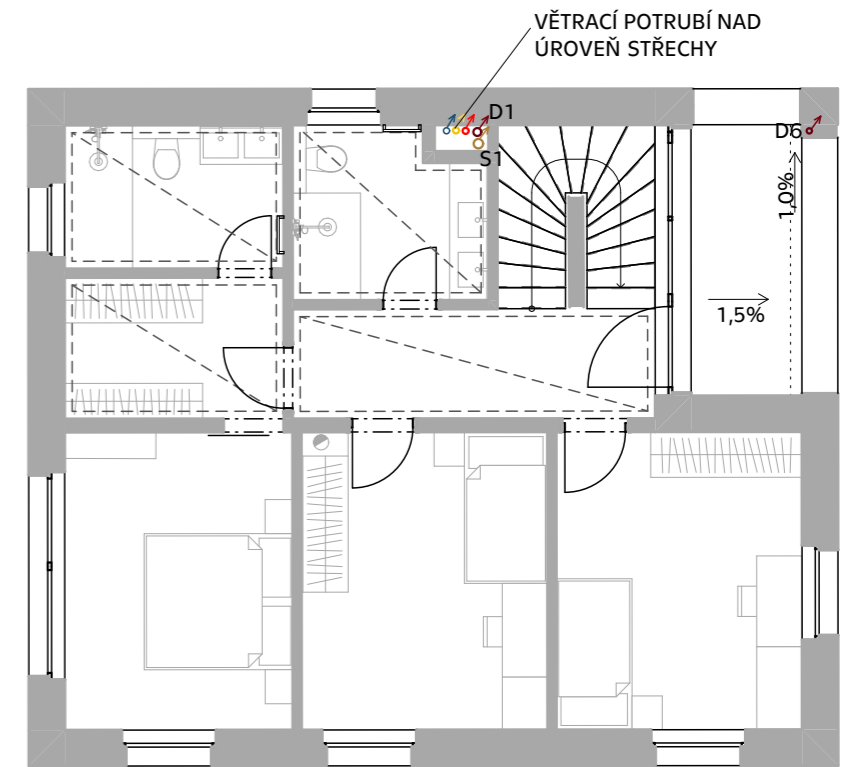 VĚTRACÍ POTRUBÍ NAD
ÚROVEŇ STŘECHY
D1
D6
S1
1,0%
1,5%